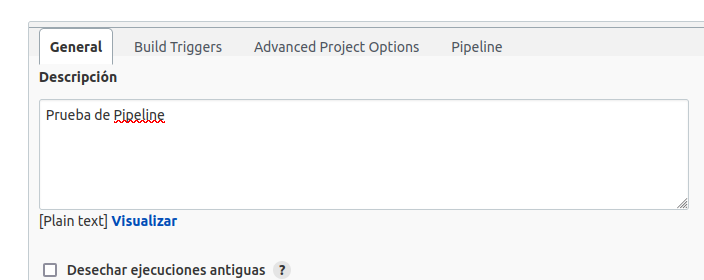 General Build Triggers Advanced Project Options Pipeline
Descripción
Prueba de Pipeline
[Plain text] Visualizar
Desechar ejecuciones antiguas ?